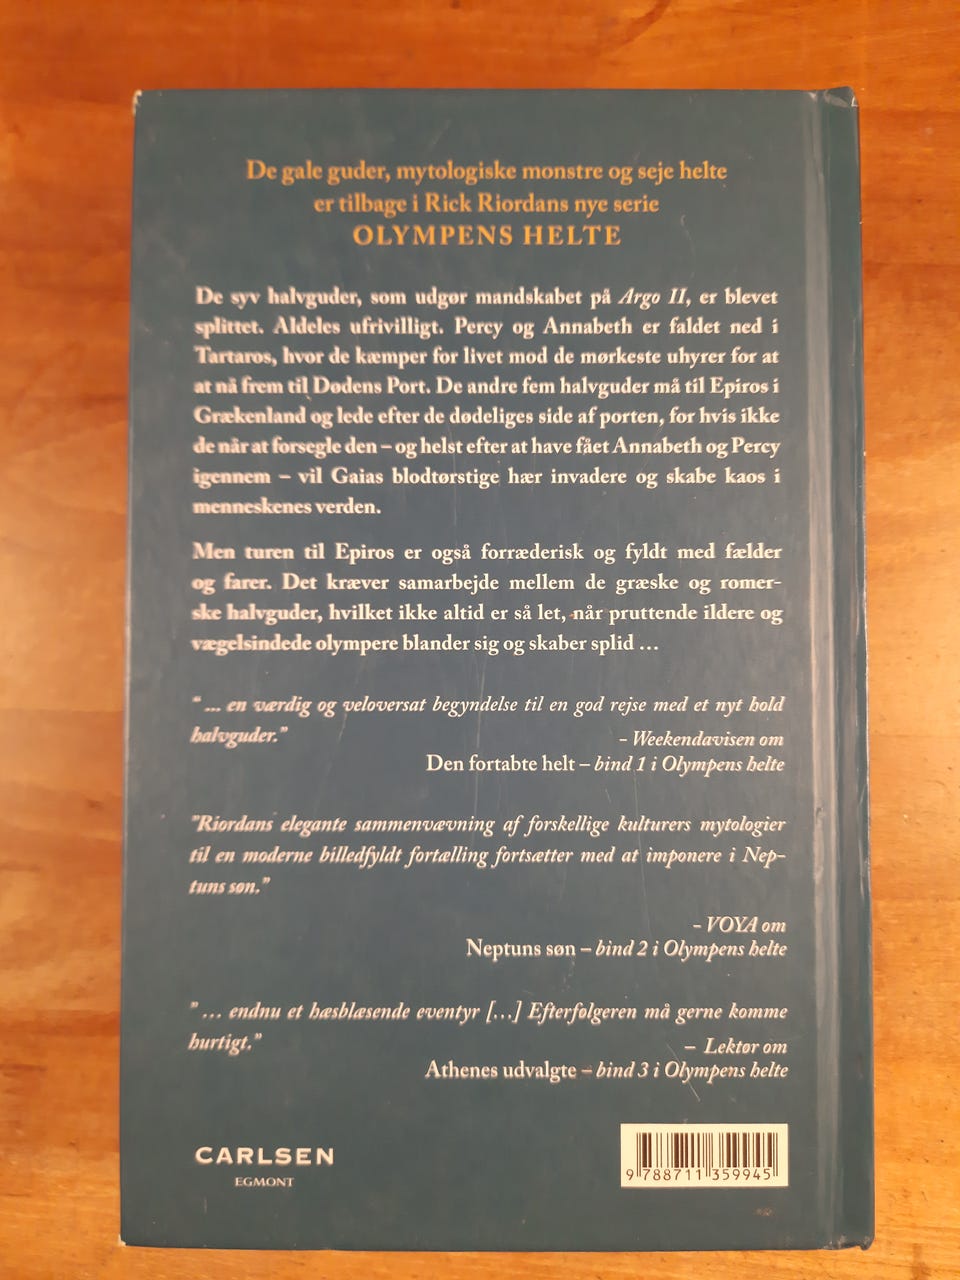 De gale guder, mytologiske monstre og seje helte
er tilbage i Rick Riordans nye serie
OLYMPENS HELTE
De syv halvguder, som udgør mandskabet på Argo II, er blevet
splittet. Aldeles ufrivilligt. Percy og Annabeth er faldet ned i
Tartaros, hvor de kæmper for livet mod de mørkeste uhyrer for at
at nå frem til Dødens Port. De andre fem halvguder må til Epiros i
Grækenland og lede efter de dødeliges side af porten, for hvis ikke
de når at forsegle den – og helst efter at have fået Annabeth og Percy
igennem – vil Gaias blodtørstige hær invadere og skabe kaos i
menneskenes verden.
Men turen til Epiros er også forræderisk og fyldt med fælder
og farer. Det kræver samarbejde mellem de græske og romer-
ske halvguder, hvilket ikke altid er så let, når pruttende ildere og
vægelsindede olympere blander sig og skaber splid …
" ... en værdig og veloversat begyndelse til en god rejse med et nyt hold
halvguder."
– Weekendavisen om
Den fortabte helt – bind 1 i Olympens helte
"Riordans elegante sammenvævning af forskellige kulturers mytologier
til en moderne billedfyldt fortælling fortsætter med at imponere i Nep-
tuns søn."
– VOYA om
Neptuns søn – bind 2 i Olympens helte
" … endnu et hæsblæsende eventyr […] Efterfølgeren må gerne komme
hurtigt."
– Lektør om
Athenes udvalgte – bind 3 i Olympens helte
CARLSEN
EGMONT
9 788711 359945